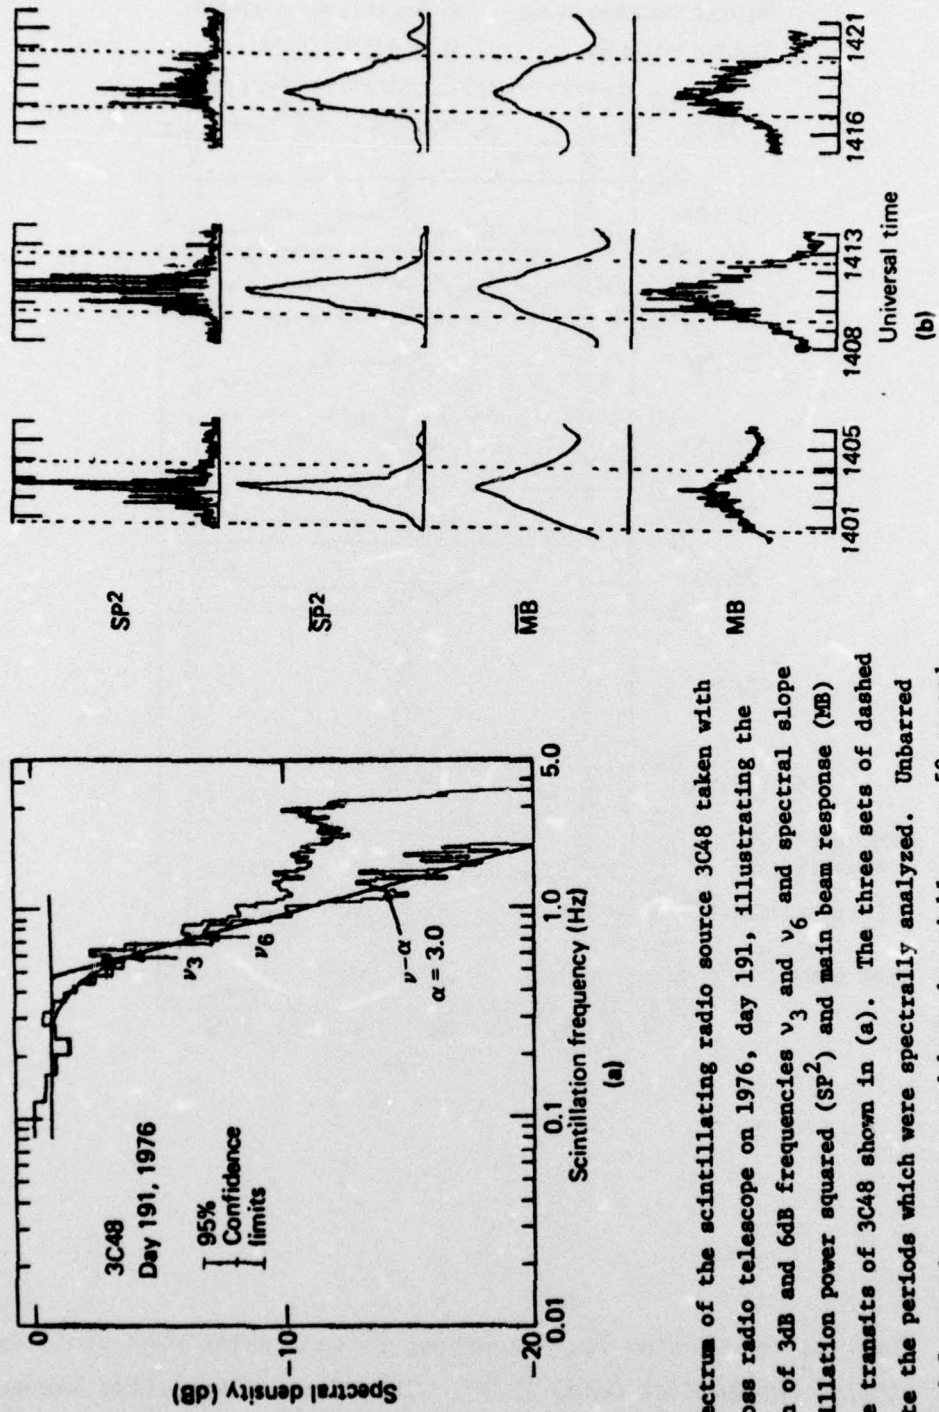 3C48
Day 191, 1976
95%
Confidence
limits
ν3
ν6
ν-α
α = 3.0
0
-10
-20
Spectral density (dB)
0.01
0.1
1.0
5.0
Scintillation frequency (Hz)
(a)
SP2
SP2
MB
MB
1401
1405
1408
1413
1416
1421
Universal time
(b)
of the scintillating radio source 3C48 taken with
radio telescope on 1976, day 191, illustrating the
of 3dB and 6dB frequencies ν3 and ν6 and spectral slope
power squared (SP2) and main beam response (MB)
transits of 3C48 shown in (a). The three sets of dashed
the periods which were spectrally analyzed. Unbarred